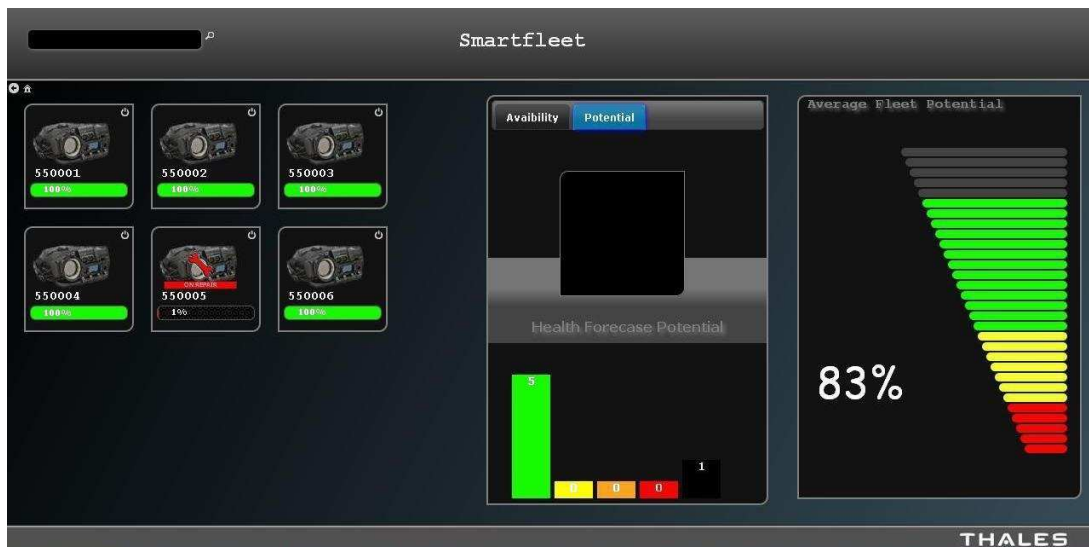 Smartfleet
550001
100%
550002
100%
550003
100%
550004
100%
ON REPAIR
550005
1%
550006
100%
Avaibility
Potential
Health Forecase Potential
5
0
0
0
1
Average Fleet Potential
83%
THALES